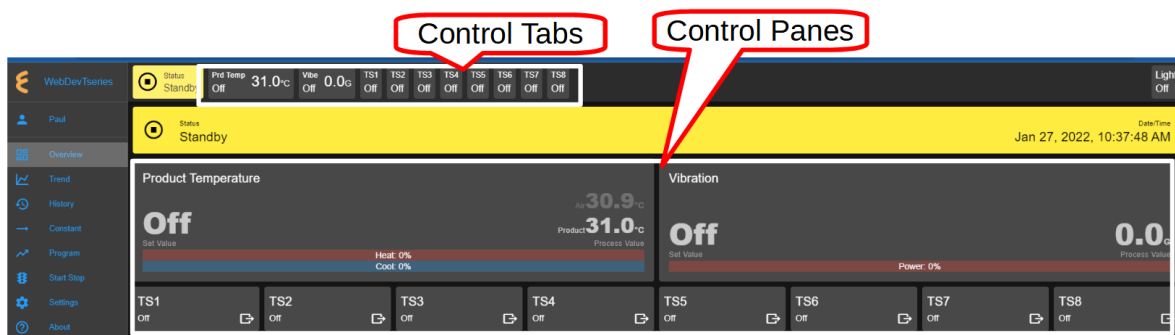 Control Tabs
Control Panes
WebDevTseries
Status
Standby
Prd Temp
Off
31.0°C
Vibe
Off
0.0G
TS1 TS2 TS3 TS4 TS5 TS6 TS7 TS8
Off Off Off Off Off Off Off Off
Light
Off
Paul
Status
Standby
Date/Time
Jan 27, 2022, 10:37:48 AM
Overview
Trend
History
Constant
Program
Start Stop
Settings
About
Product Temperature
Off
Set Value
Air 30.9°C
Product 31.0°C
Process Value
Heat: 0%
Cool: 0%
Vibration
Off
Set Value
0.0G
Process Value
Power: 0%
TS1 TS2 TS3 TS4 TS5 TS6 TS7 TS8
Off Off Off Off Off Off Off Off